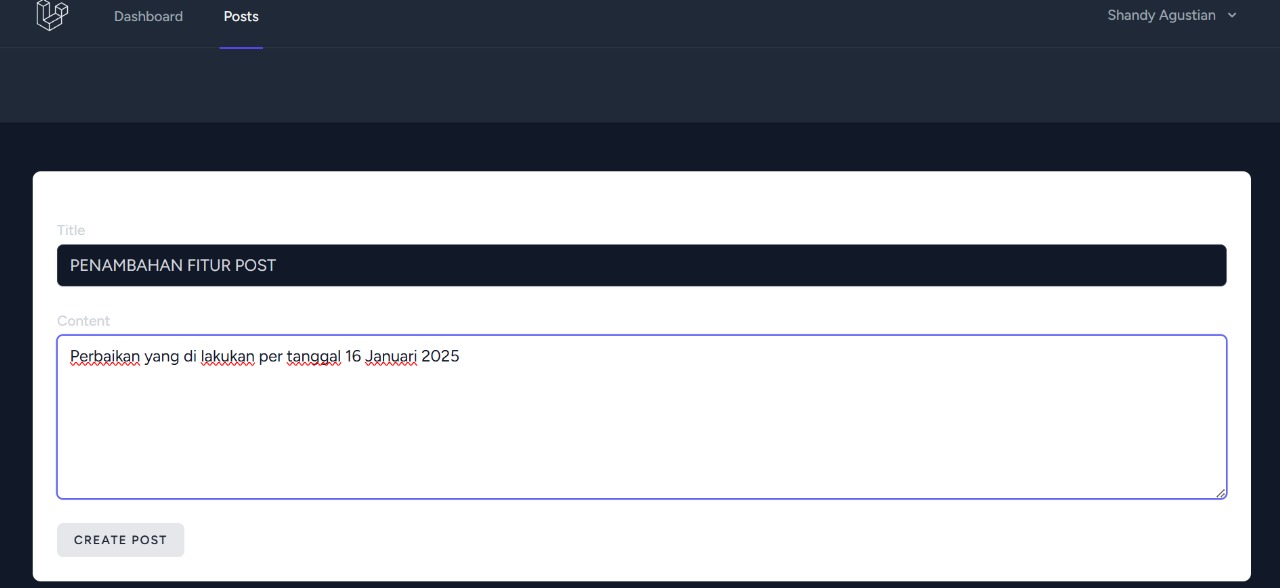 Dashboard Posts Shandy Agustian
Title
PENAMBAHAN FITUR POST
Content
Perbaikan yang di lakukan per tanggal 16 Januari 2025
CREATE POST